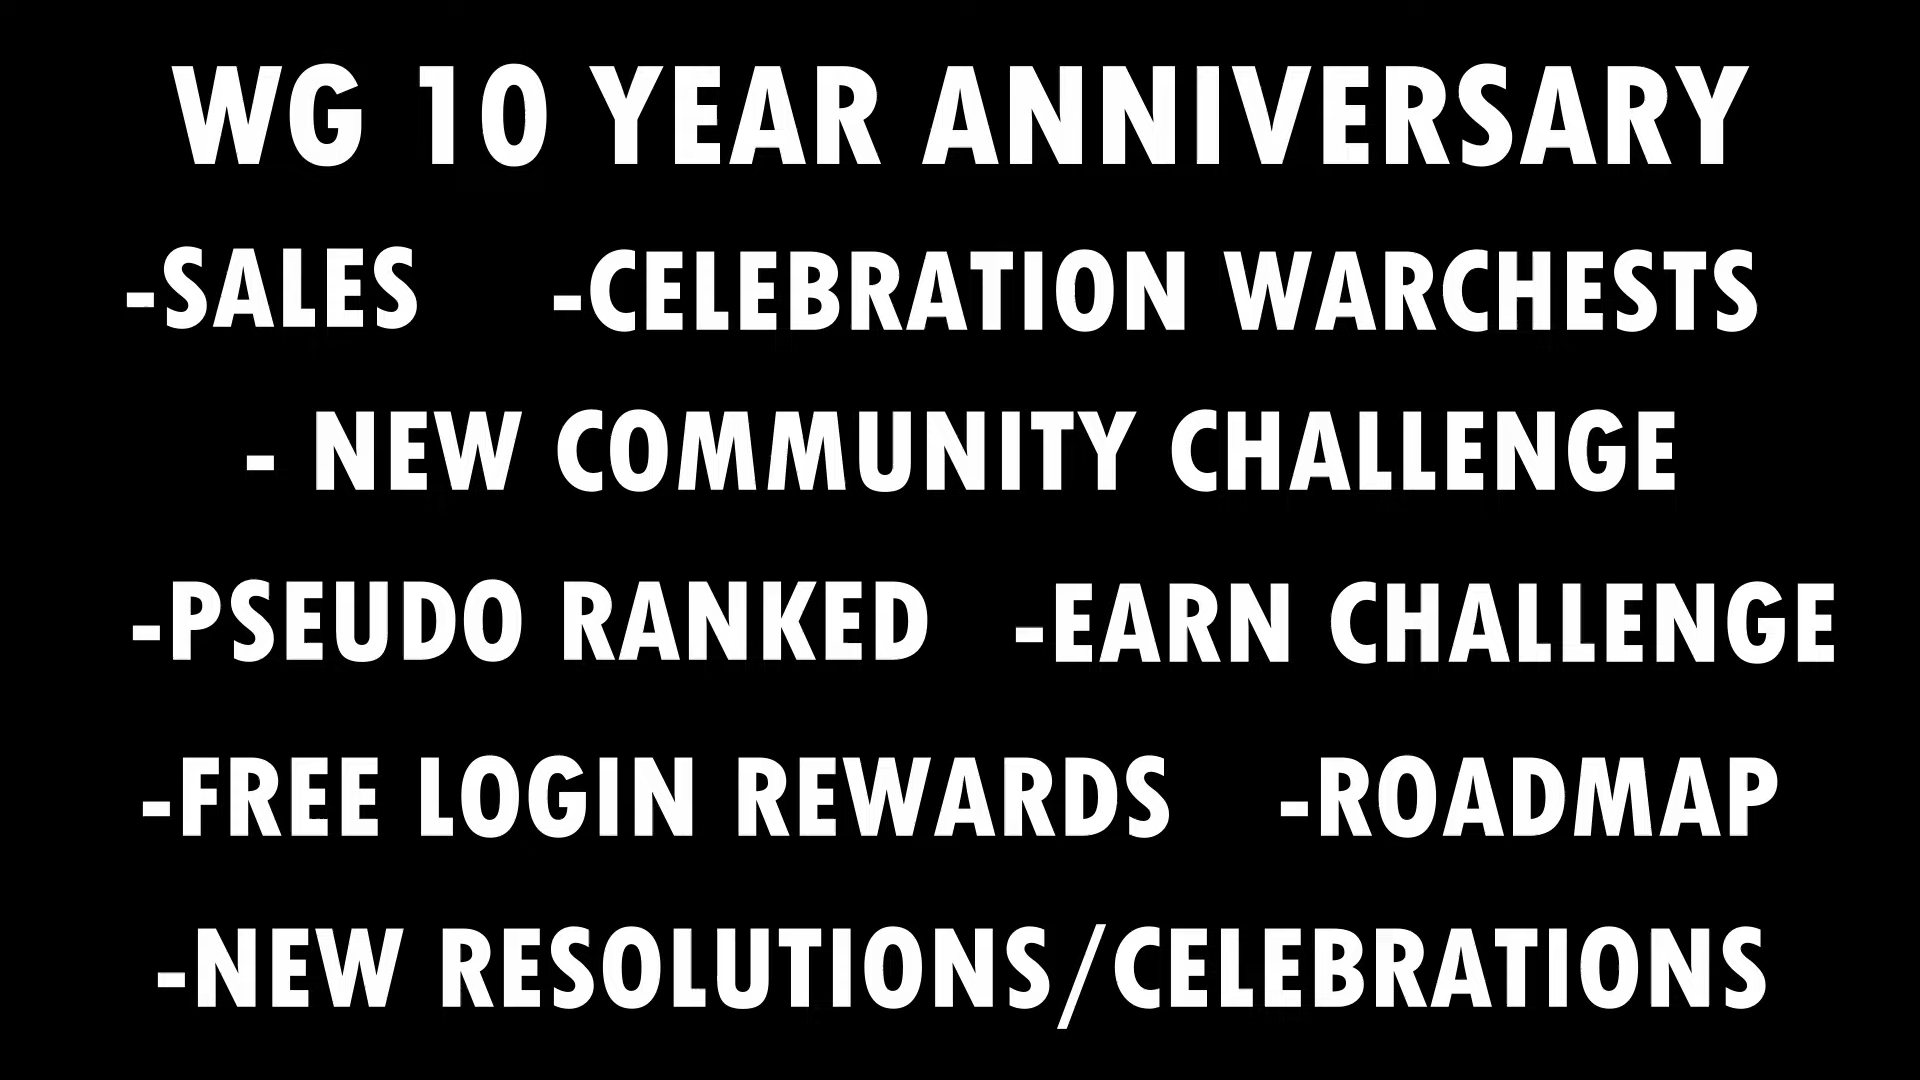 WG 10 YEAR ANNIVERSARY
-SALES -CELEBRATION WARCHESTS
- NEW COMMUNITY CHALLENGE
-PSEUDO RANKED -EARN CHALLENGE
-FREE LOGIN REWARDS -ROADMAP
-NEW RESOLUTIONS/CELEBRATIONS